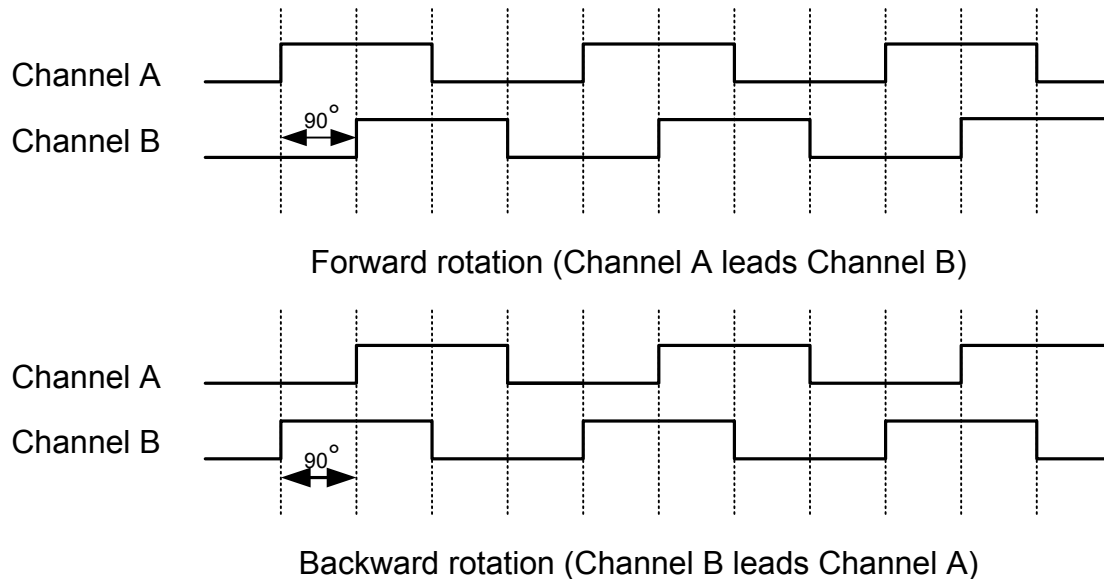 Channel A
90°
Channel B
Forward rotation (Channel A leads Channel B)
Channel A
Channel B
90°
Backward rotation (Channel B leads Channel A)